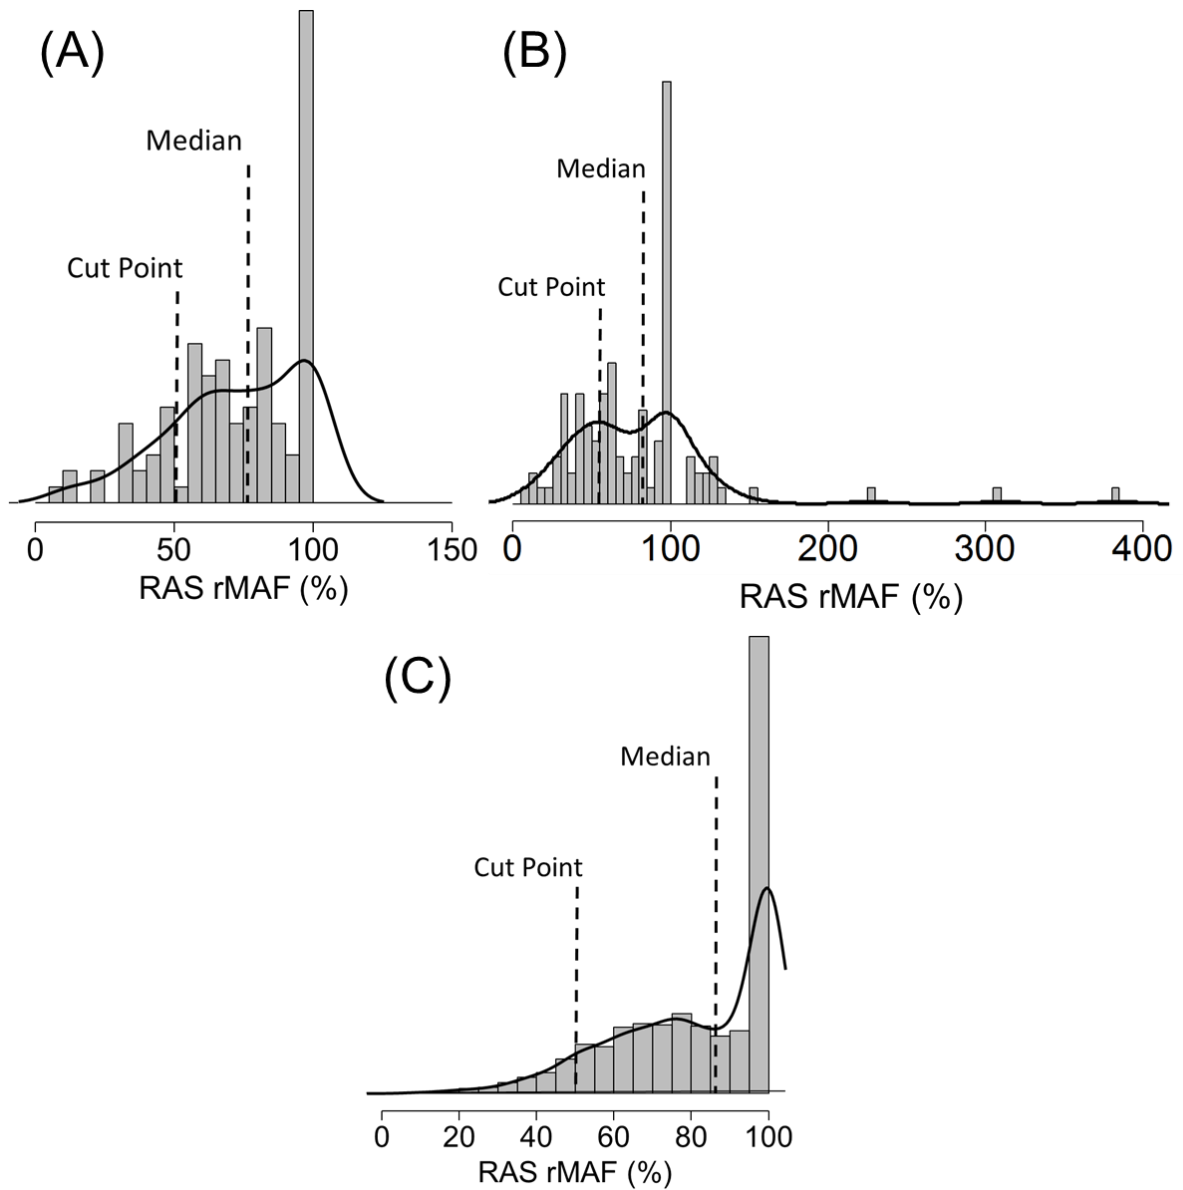 (A)
Median
Cut Point
0 50 100 150
RAS rMAF (%)
(B)
Median
Cut Point
0 100 200 300 400
RAS rMAF (%)
(C)
Median
Cut Point
0 20 40 60 80 100
RAS rMAF (%)